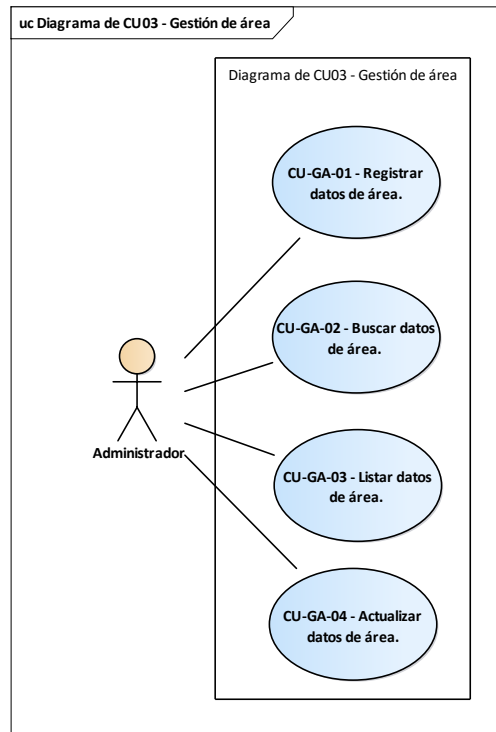 uc Diagrama de CU03 - Gestión de área
Diagrama de CU03 - Gestión de área
CU-GA-01 - Registrar
datos de área.
CU-GA-02 - Buscar datos
de área.
Administrador
CU-GA-03 - Listar datos
de área.
CU-GA-04 - Actualizar
datos de área.